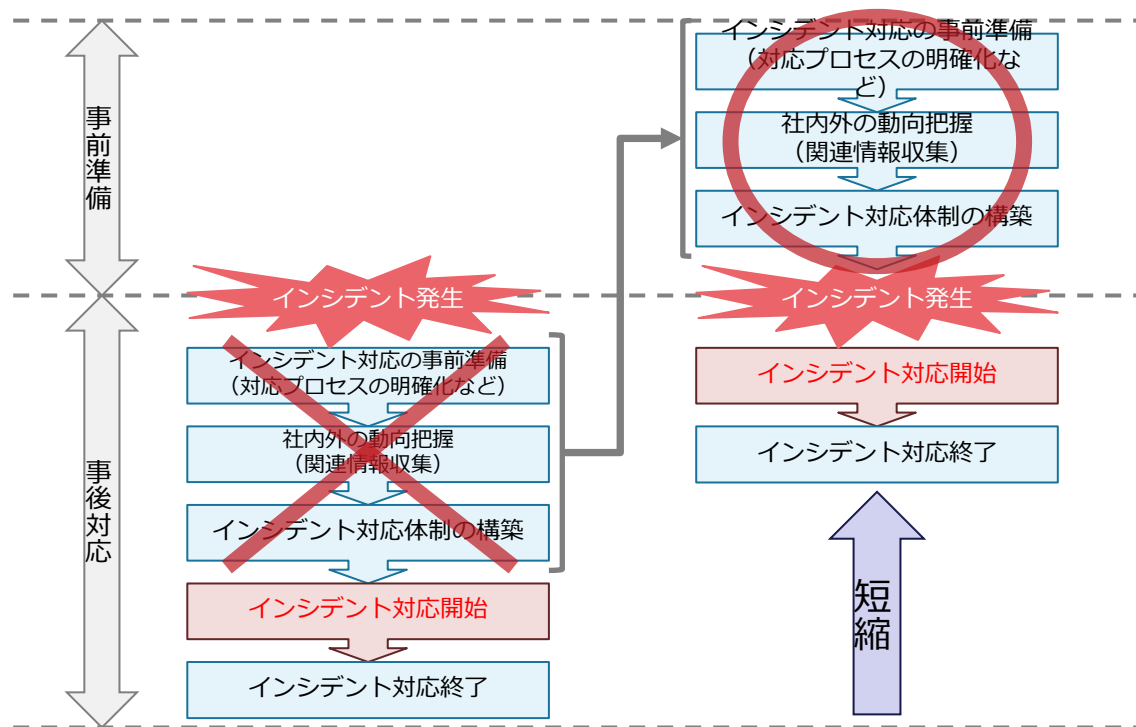 事前準備
インシデント対応の事前準備
（対応プロセスの明確化な
ど）
社内外の動向把握
（関連情報収集）
インシデント対応体制の構築
インシデント発生
インシデント発生
事後対応
インシデント対応の事前準備
（対応プロセスの明確化など）
社内外の動向把握
（関連情報収集）
インシデント対応体制の構築
インシデント対応開始
インシデント対応終了
インシデント対応開始
インシデント対応終了
短縮